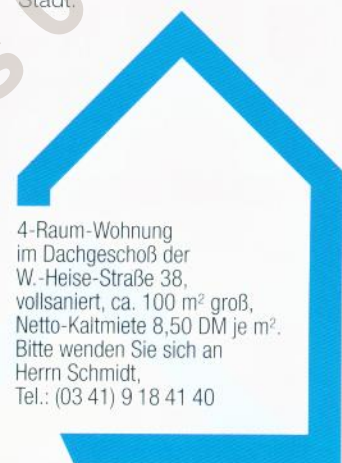 Stadt.
4-Raum-Wohnung
im Dachgeschoß der
W.-Heise-Straße 38,
vollsaniert, ca. 100 m² groß,
Netto-Kaltmiete 8,50 DM je m².
Bitte wenden Sie sich an
Herrn Schmidt,
Tel.: (03 41) 9 18 41 40